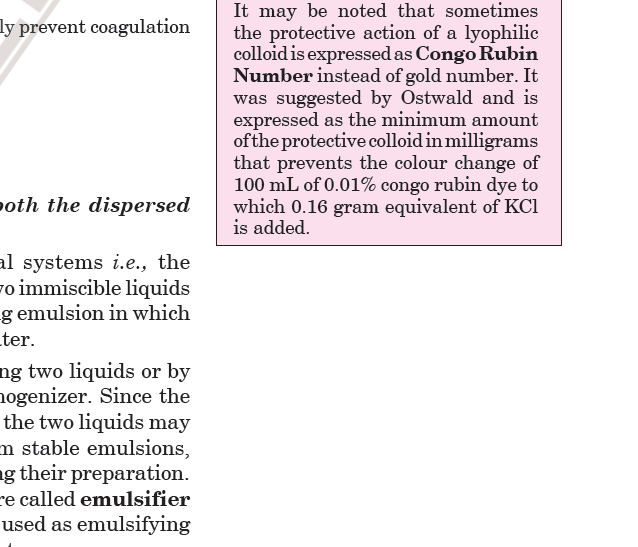 ly prevent coagulation
both the dispersed
al systems i.e., the
vo immiscible liquids
ng emulsion in which
ter.
ng two liquids or by
nogenizer. Since the
the two liquids may
m stable emulsions,
ng their preparation.
re called emulsifier
used as emulsifying
It may be noted that sometimes
the protective action of a lyophilic
colloid is expressed as Congo Rubin
Number instead of gold number. It
was suggested by Ostwald and is
expressed as the minimum amount
of the protective colloid in milligrams
that prevents the colour change of
100 mL of 0.01% congo rubin dye to
which 0.16 gram equivalent of KCl
is added.